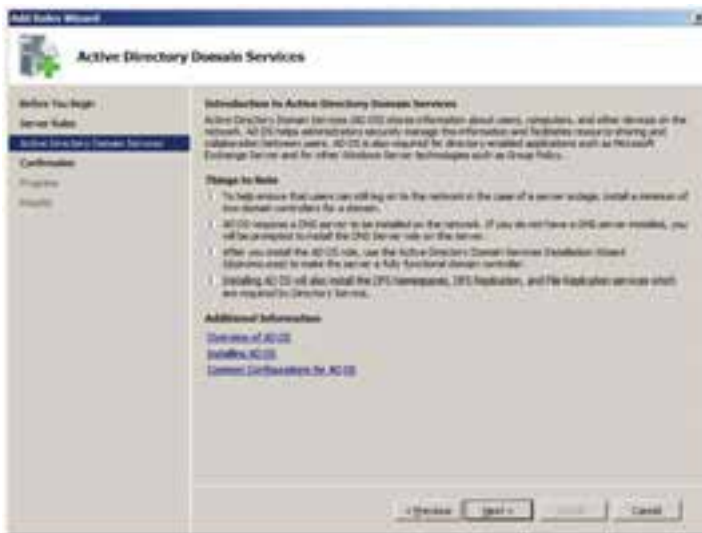 Add Roles Wizard
Active Directory Domain Services
Before You Begin
Server Roles
Active Directory Domain Services
Confirmation
Progress
Results
Introduction to Active Directory Domain Services
Active Directory Domain Services (AD DS) stores information about users, computers, and other devices on the
network. AD DS helps administrators securely manage this information and facilitates resource sharing and
collaboration between users. AD DS is also required for directory-enabled applications such as Microsoft
Exchange Server and for other Windows Server technologies such as Group Policy.
Things to Note
To help ensure that users can still log on to the network in the case of a server outage, install a minimum of
two domain controllers for a domain.
AD DS requires a DNS server to be installed on the network. If you do not have a DNS server installed, you
will be prompted to install the DNS Server role on this server.
After you install the AD DS role, use the Active Directory Domain Services Installation Wizard
(dcpromo.exe) to make the server a fully functional domain controller.
Installing AD DS will also install the DFS Namespaces, DFS Replication, and File Replication services which
are required by Directory Service.
Additional Information
Overview of AD DS
Installing AD DS
Common Configurations for AD DS
< Previous
Next >
Cancel